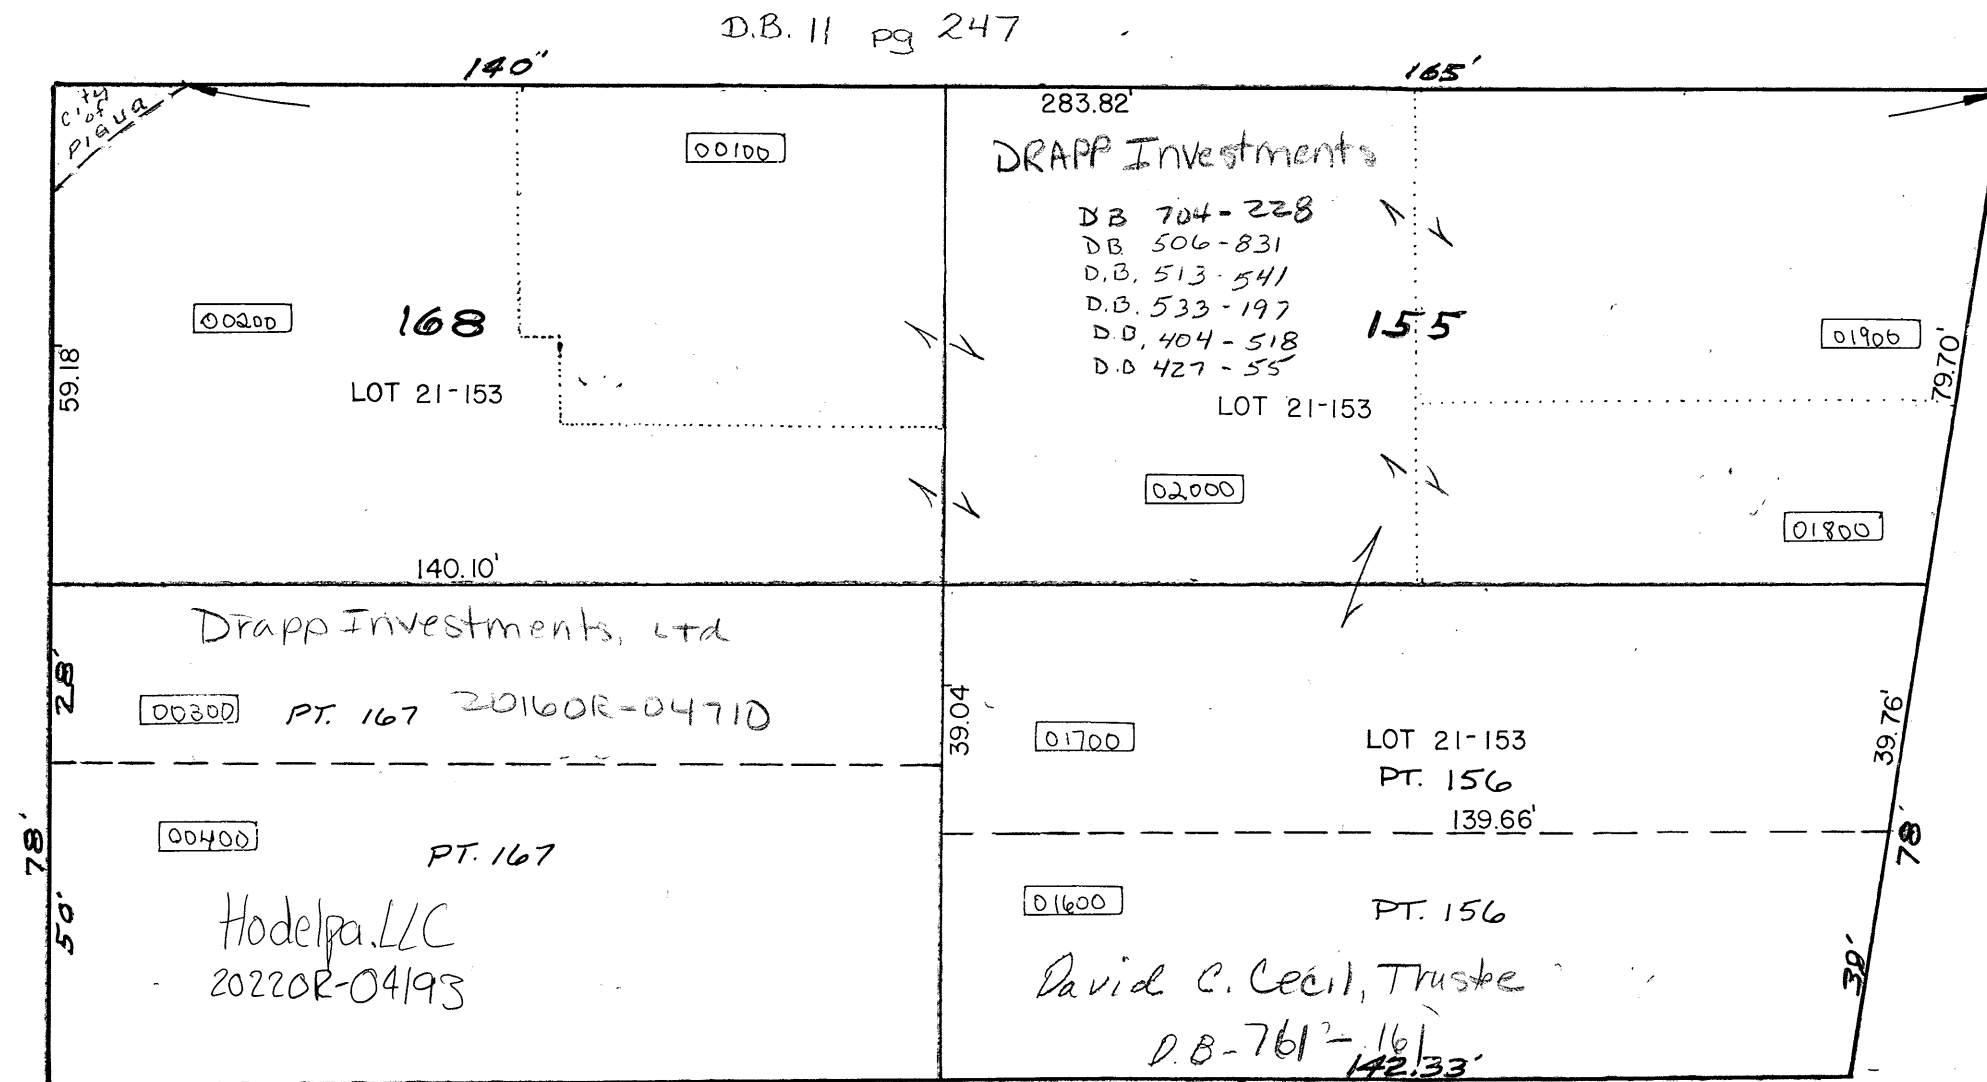 D.B. 11 pg 247
140"
165'
City
of
PIQUA
283.82'
00100
DRAPP Investments
DB 704-228
DB. 506-831
D.B. 513-541
D.B. 533-197
D.B. 404-518
D.B 427-55
00200
168
155
01900
59.18'
79.70'
LOT 21-153
LOT 21-153
02000
01800
140.10'
Drapp Investments, Ltd
28'
00300
PT. 167
2016OR-04710
39.04'
01700
LOT 21-153
PT. 156
39.76'
139.66'
78'
78'
00400
PT. 167
50'
Hodelpa.LLC
2022OR-04193
01600
PT. 156
David C. Cecil, Trustee
39'
D.B-761-161
142.33'